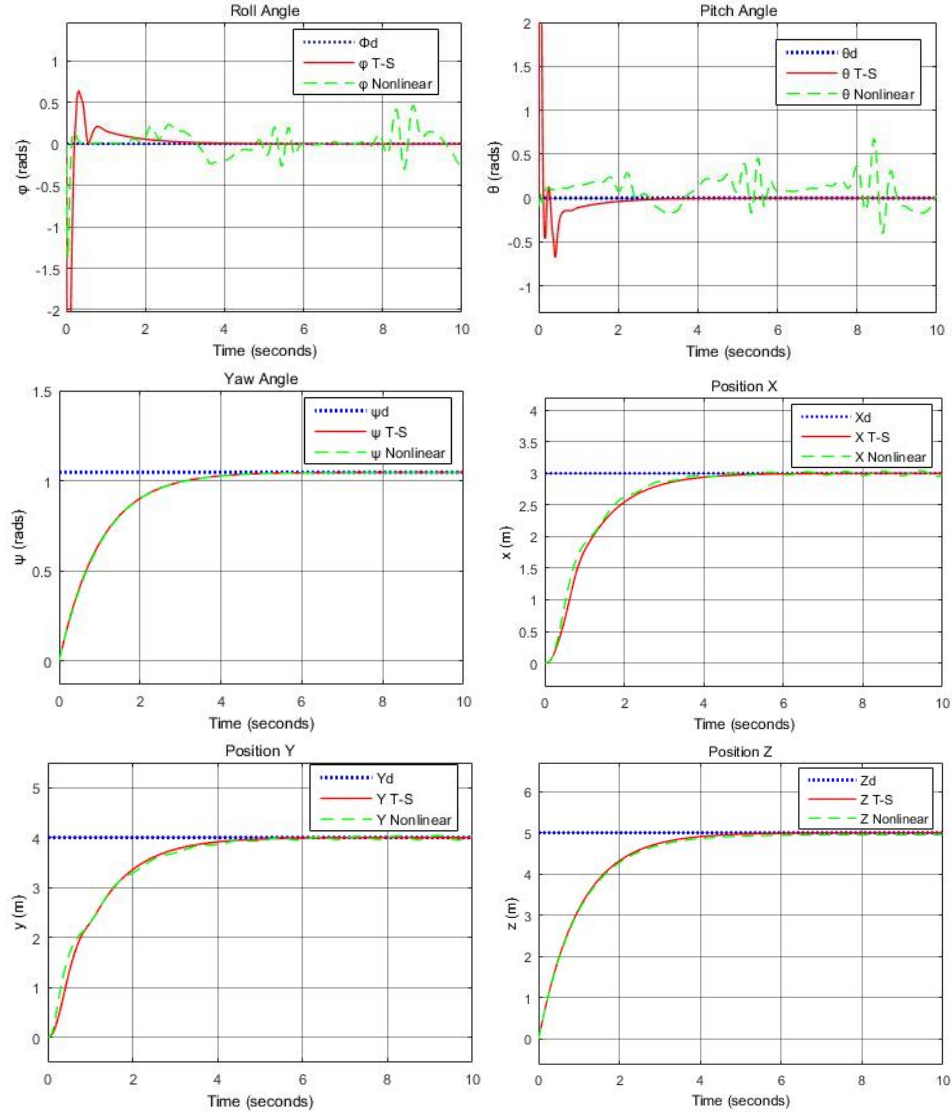 Roll Angle
Φd
φ T-S
φ Nonlinear
φ (rads)
1
0.5
0
-0.5
-1
-1.5
-2
0
2
4
6
8
10
Time (seconds)
Pitch Angle
θd
θ T-S
θ Nonlinear
θ (rads)
2
1.5
1
0.5
0
-0.5
-1
0
2
4
6
8
10
Time (seconds)
Yaw Angle
ψd
ψ T-S
ψ Nonlinear
ψ (rads)
1.5
1
0.5
0
0
2
4
6
8
10
Time (seconds)
Position X
Xd
X T-S
X Nonlinear
x (m)
4
3.5
3
2.5
2
1.5
1
0.5
0
0
2
4
6
8
10
Time (seconds)
Position Y
Yd
Y T-S
Y Nonlinear
y (m)
5
4
3
2
1
0
0
2
4
6
8
10
Time (seconds)
Position Z
Zd
Z T-S
Z Nonlinear
z (m)
6
5
4
3
2
1
0
0
2
4
6
8
10
Time (seconds)